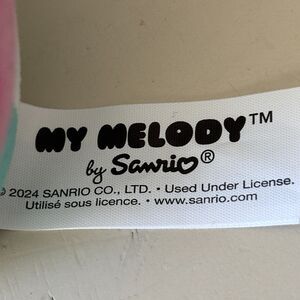 MY MELODY™
by Sanrio®
© 2024 SANRIO CO., LTD. • Used Under License.
Utilisé sous licence. • www.sanrio.com